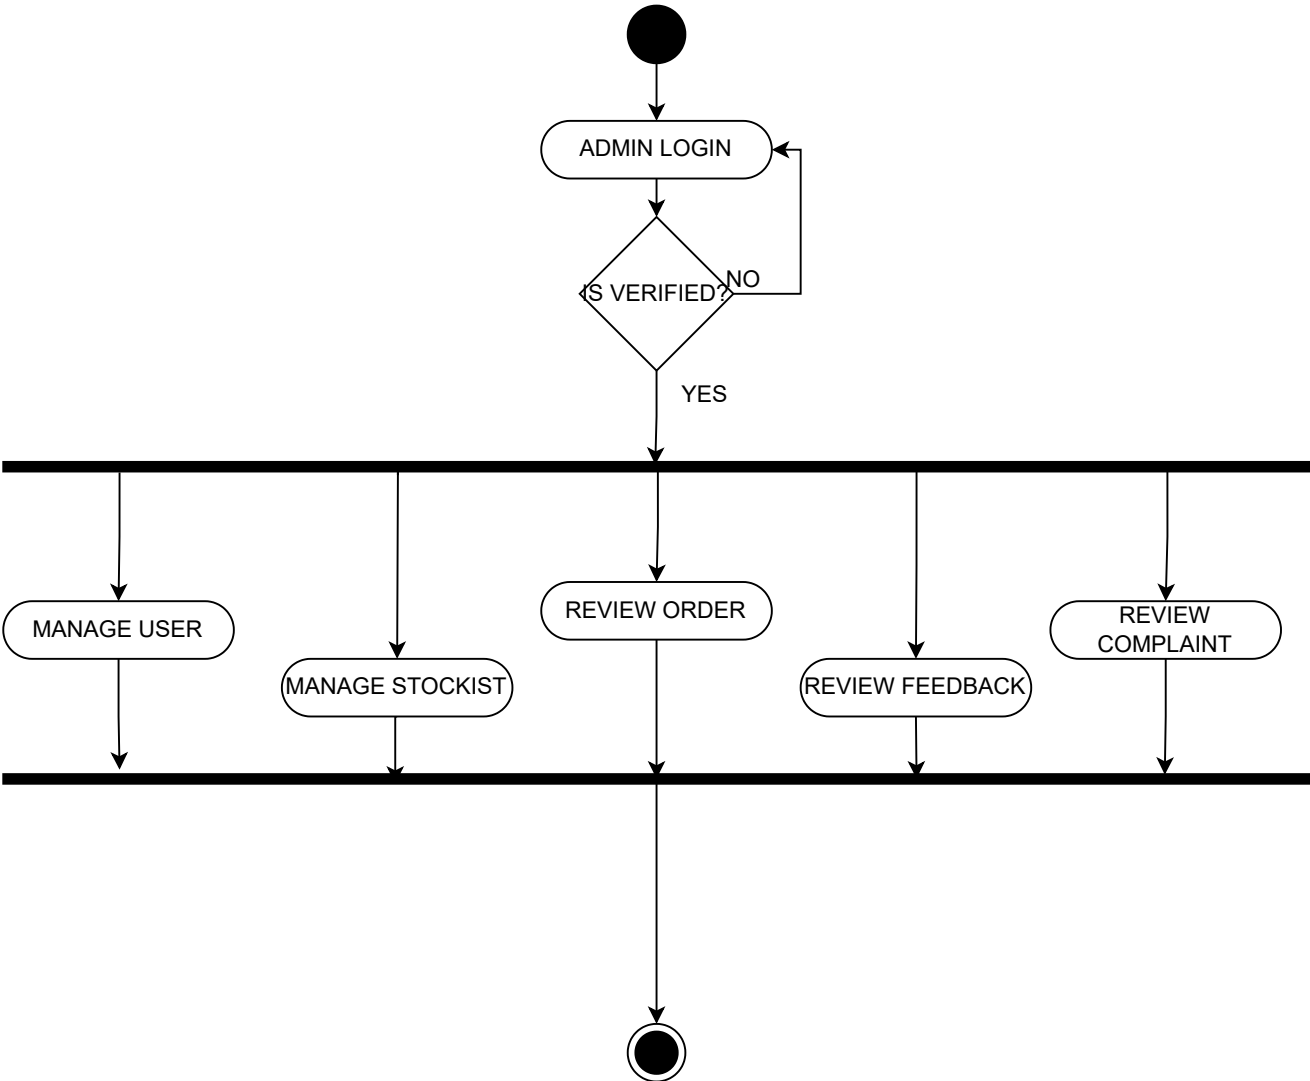 ADMIN LOGIN
NO
IS VERIFIED?
YES
REVIEW ORDER
MANAGE USER
REVIEW
COMPLAINT
MANAGE STOCKIST
REVIEW FEEDBACK